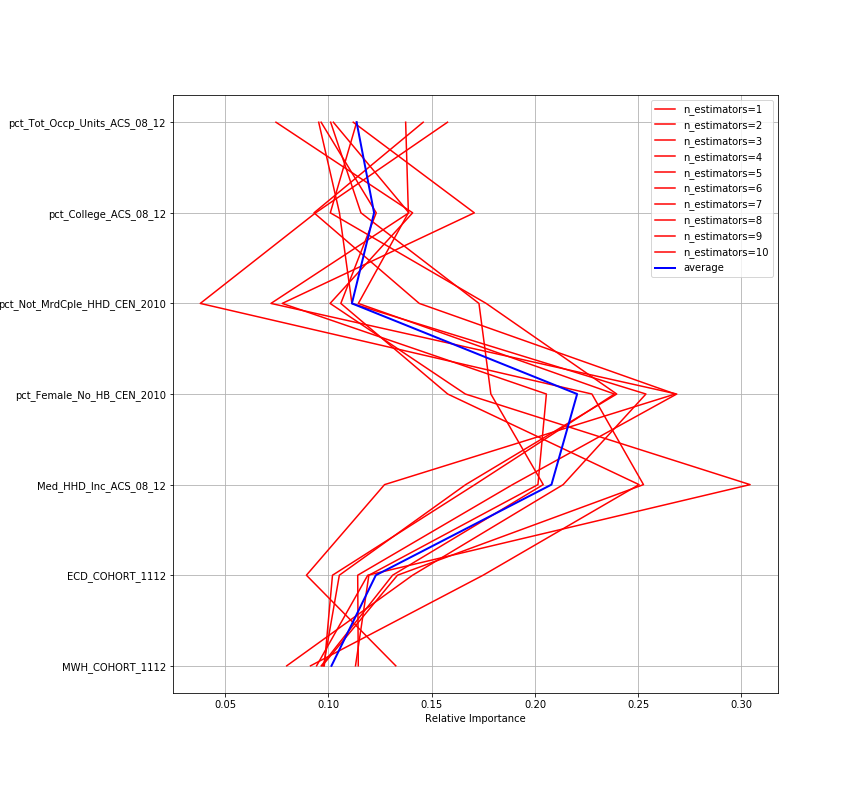 pct_Tot_Occp_Units_ACS_08_12
pct_College_ACS_08_12
pct_Not_MrdCple_HHD_CEN_2010
pct_Female_No_HB_CEN_2010
Med_HHD_Inc_ACS_08_12
ECD_COHORT_1112
MWH_COHORT_1112
n_estimators=1
n_estimators=2
n_estimators=3
n_estimators=4
n_estimators=5
n_estimators=6
n_estimators=7
n_estimators=8
n_estimators=9
n_estimators=10
average
0.05 0.10 0.15 0.20 0.25 0.30
Relative Importance